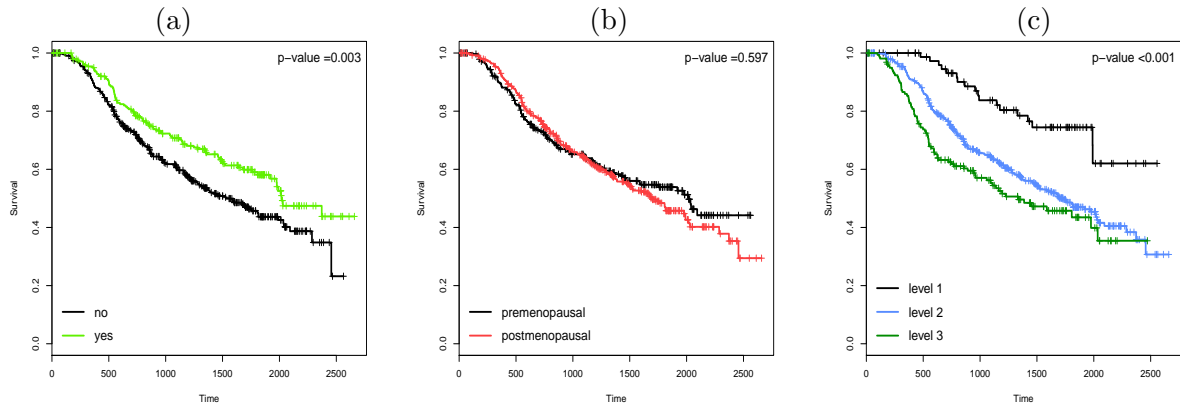 (a)
p−value =0.003
Survival
1.0
0.8
0.6
0.4
0.2
0.0
no
yes
0
500
1000
1500
2000
2500
Time
(b)
p−value =0.597
Survival
1.0
0.8
0.6
0.4
0.2
0.0
premenopausal
postmenopausal
0
500
1000
1500
2000
2500
Time
(c)
p−value <0.001
Survival
1.0
0.8
0.6
0.4
0.2
0.0
level 1
level 2
level 3
0
500
1000
1500
2000
2500
Time